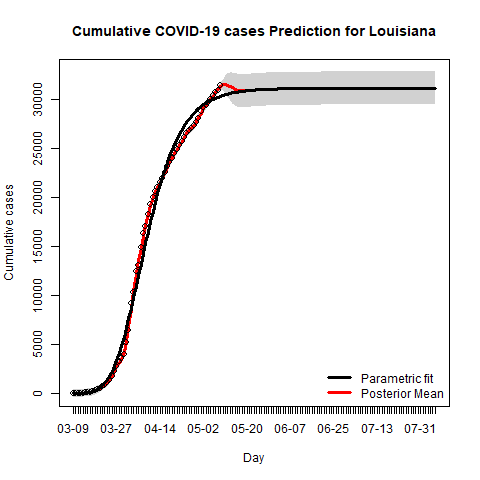 Cumulative COVID-19 cases Prediction for Louisiana
Cumulative cases
30000
25000
20000
15000
10000
5000
0
Parametric fit
Posterior Mean
03-09 03-27 04-14 05-02 05-20 06-07 06-25 07-13 07-31
Day